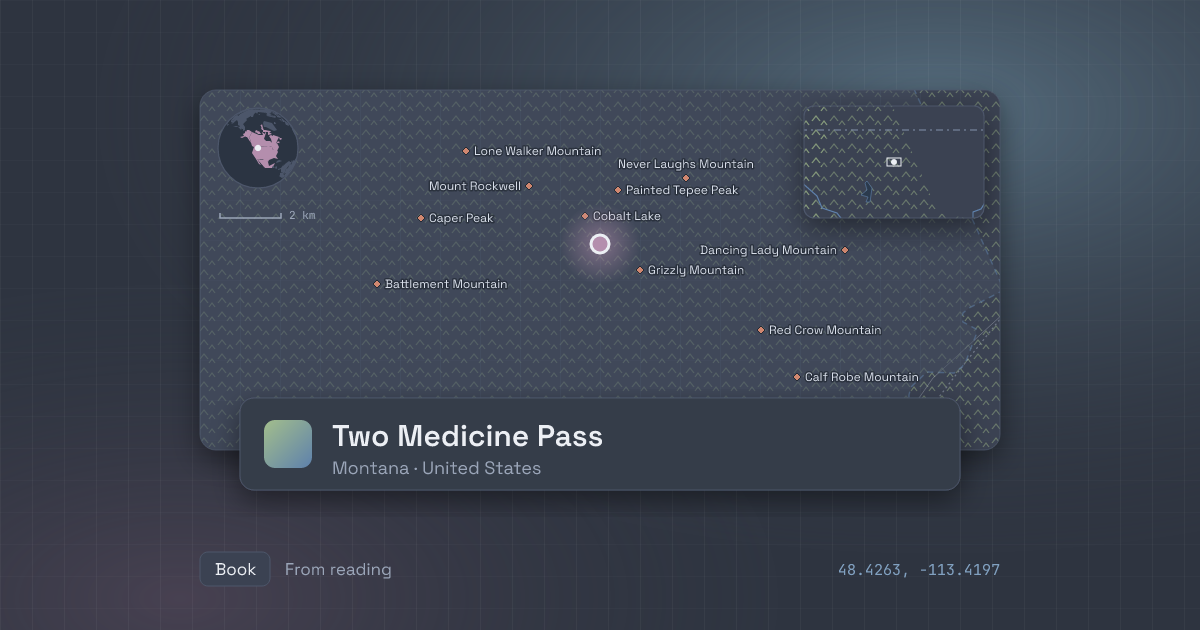 Lone Walker Mountain
Never Laughs Mountain
Mount Rockwell
Painted Tepee Peak
2 km
Caper Peak
Cobalt Lake
Dancing Lady Mountain
Grizzly Mountain
Battlement Mountain
Red Crow Mountain
Calf Robe Mountain
Two Medicine Pass
Montana · United States
Book
From reading
48.4263, -113.4197